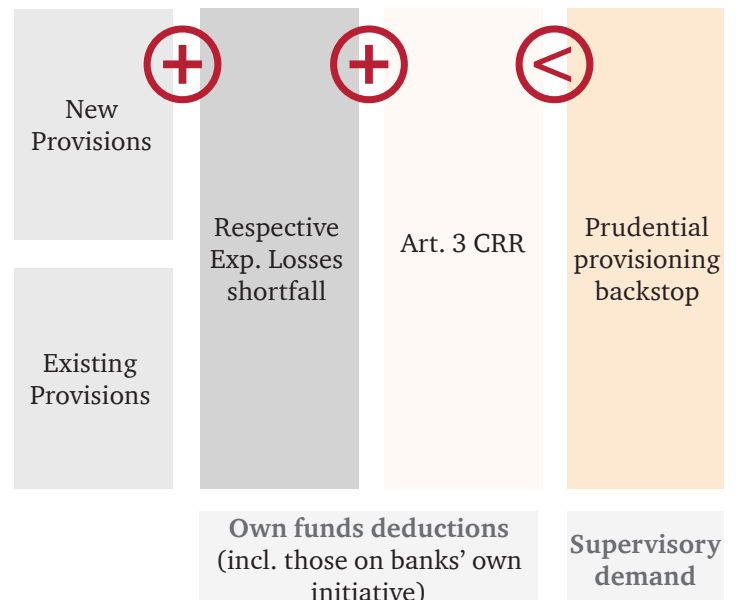 +
+
<
New
Provisions
Existing
Provisions
Respective
Exp. Losses
shortfall
Art. 3 CRR
Prudential
provisioning
backstop
Own funds deductions
(incl. those on banks’ own
initiative)
Supervisory
demand